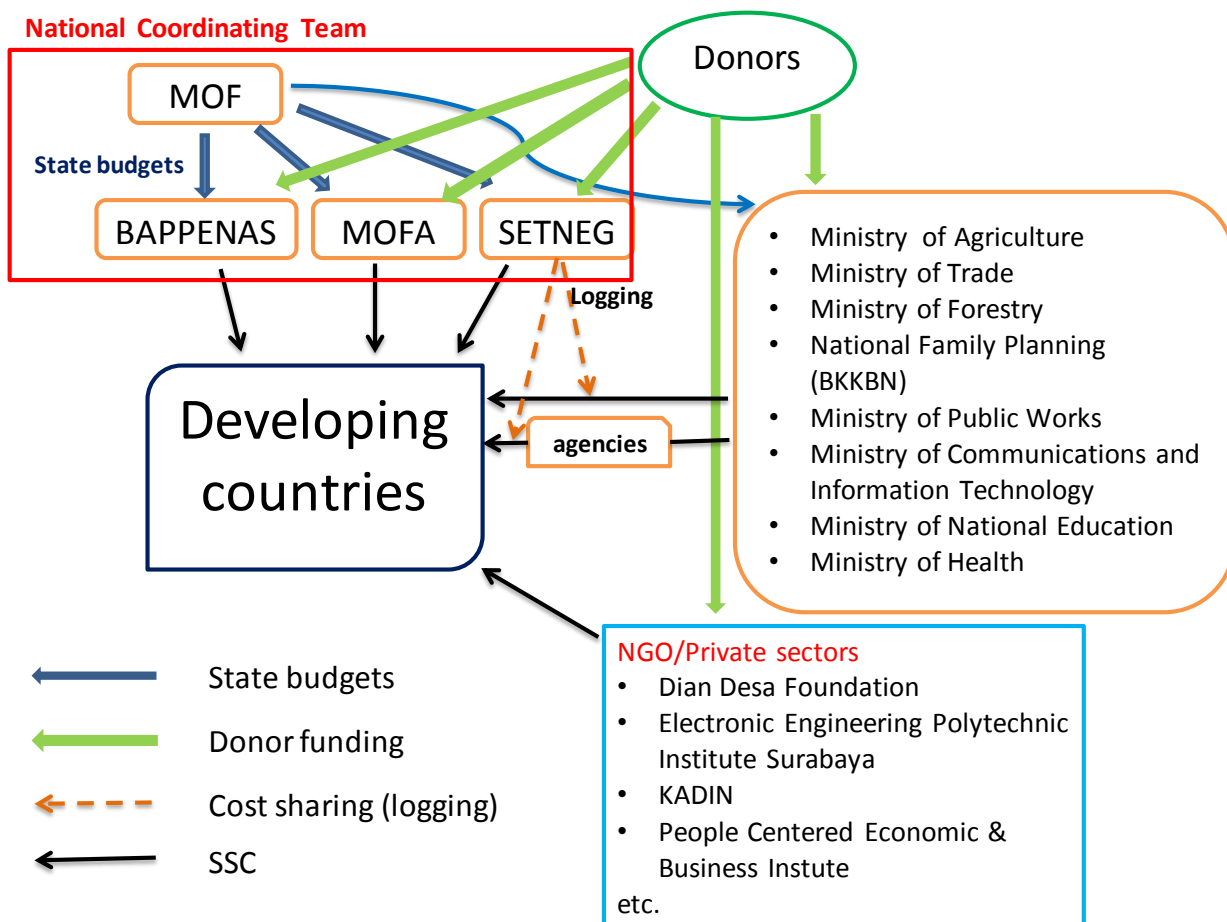 National Coordinating Team
Donors
MOF
State budgets
BAPPENAS
MOFA
SETNEG
Logging
• Ministry of Agriculture
• Ministry of Trade
• Ministry of Forestry
• National Family Planning
(BKKBN)
• Ministry of Public Works
• Ministry of Communications and
Information Technology
• Ministry of National Education
• Ministry of Health
Developing
countries
agencies
NGO/Private sectors
• Dian Desa Foundation
• Electronic Engineering Polytechnic
Institute Surabaya
• KADIN
• People Centered Economic &
Business Instute
etc.
State budgets
Donor funding
Cost sharing (logging)
SSC